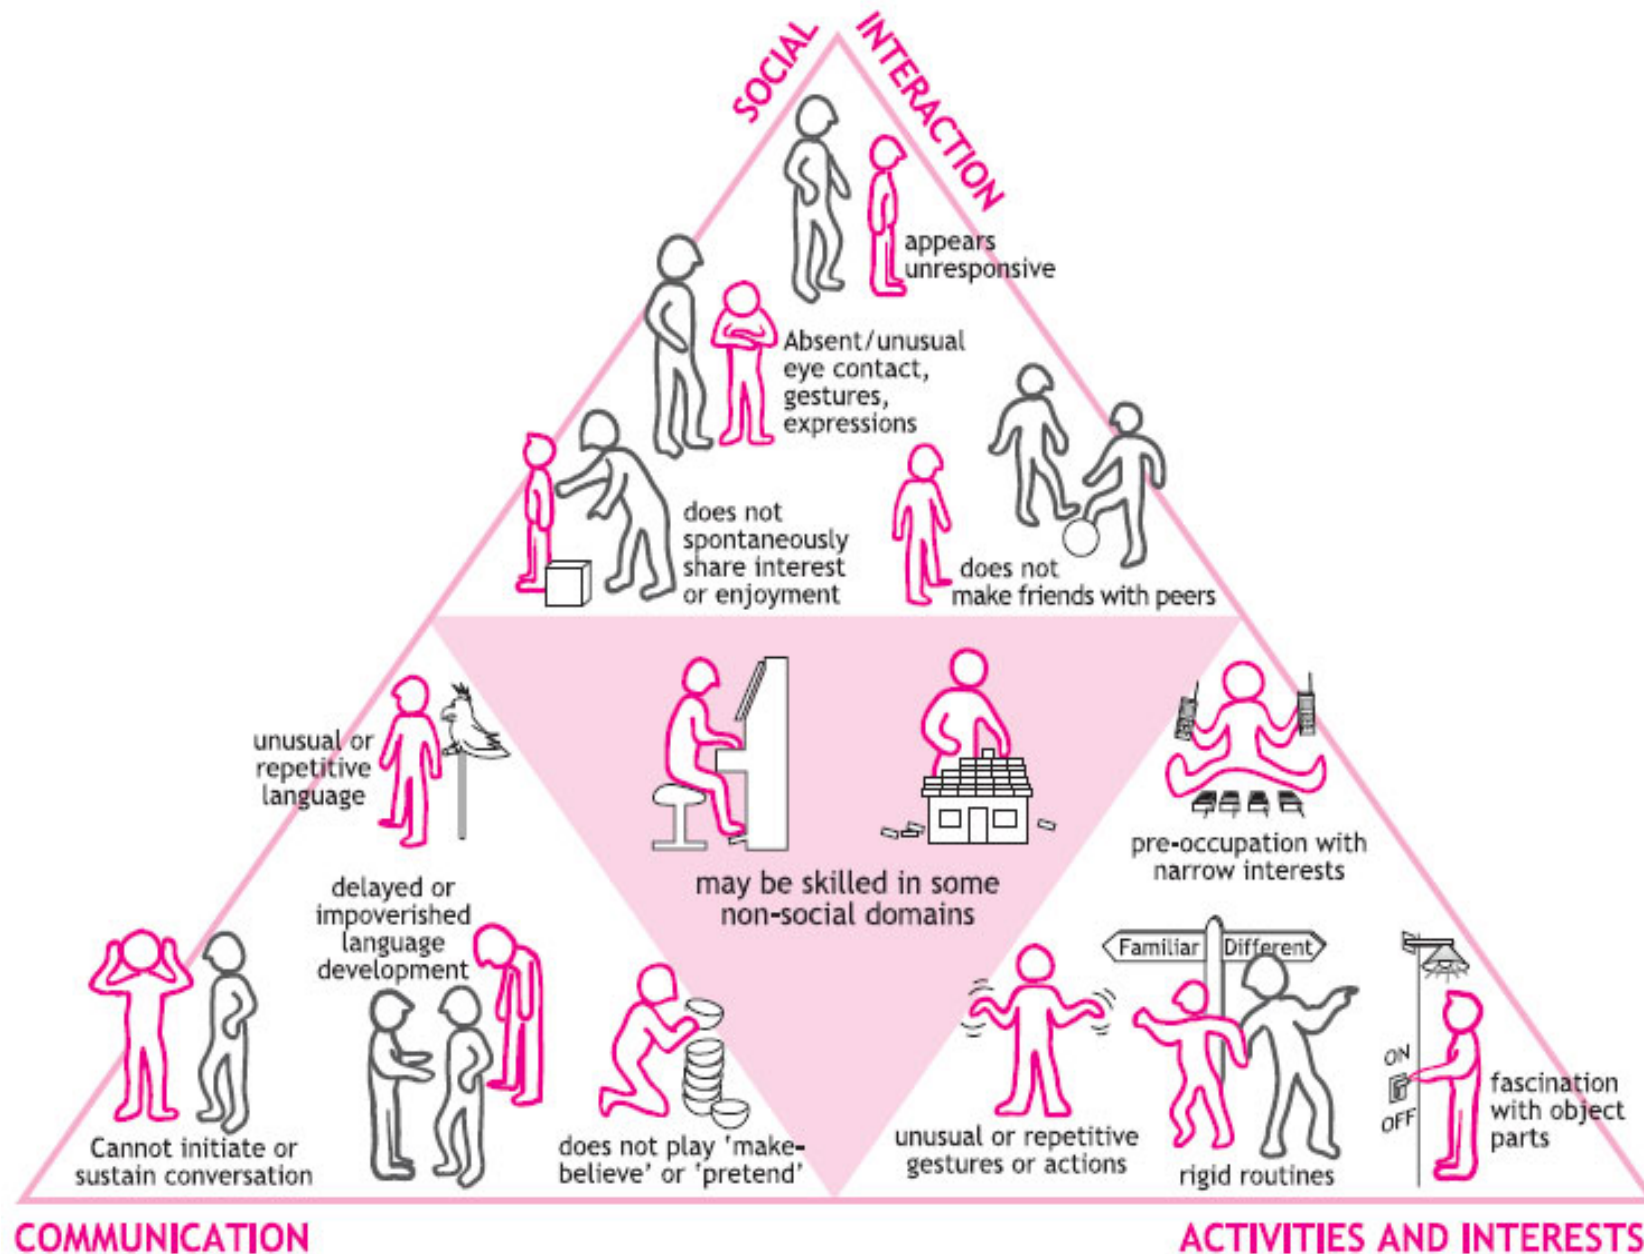 SOCIAL
INTERACTION
appears
unresponsive
Absent/unusual
eye contact,
gestures,
expressions
does not
spontaneously
share interest
or enjoyment
does not
make friends with peers
unusual or
repetitive
language
may be skilled in some
non-social domains
pre-occupation with
narrow interests
delayed or
impoverished
language
development
Familiar
Different
Cannot initiate or
sustain conversation
does not play 'make-
believe' or 'pretend'
unusual or repetitive
gestures or actions
rigid routines
ON
OFF
fascination
with object
parts
COMMUNICATION
ACTIVITIES AND INTERESTS